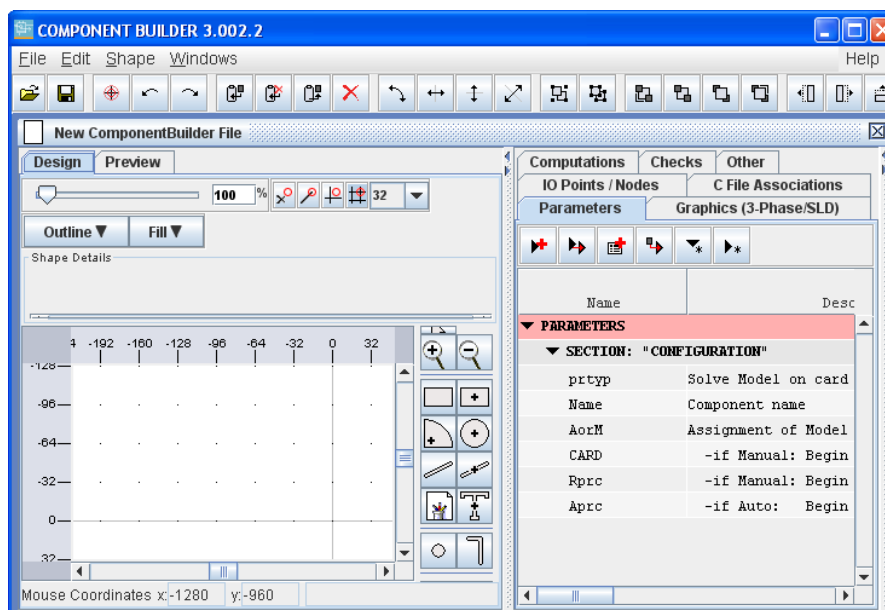 COMPONENT BUILDER 3.002.2
File Edit Shape Windows Help
New ComponentBuilder File
Design Preview
100 % 32
Outline ▼ Fill ▼
Shape Details
4 -192 -160 -128 -96 -64 -32 0 32
-128
-96
-64
-32
0
32
Mouse Coordinates x: -1280 y: -960
Computations Checks Other
IO Points / Nodes C File Associations
Parameters Graphics (3-Phase/SLD)
Name Desc
PARAMETERS
SECTION: "CONFIGURATION"
prtyp Solve Model on card
Name Component name
AorM Assignment of Model
CARD -if Manual: Begin
Rprc -if Manual: Begin
Aprc -if Auto: Begin